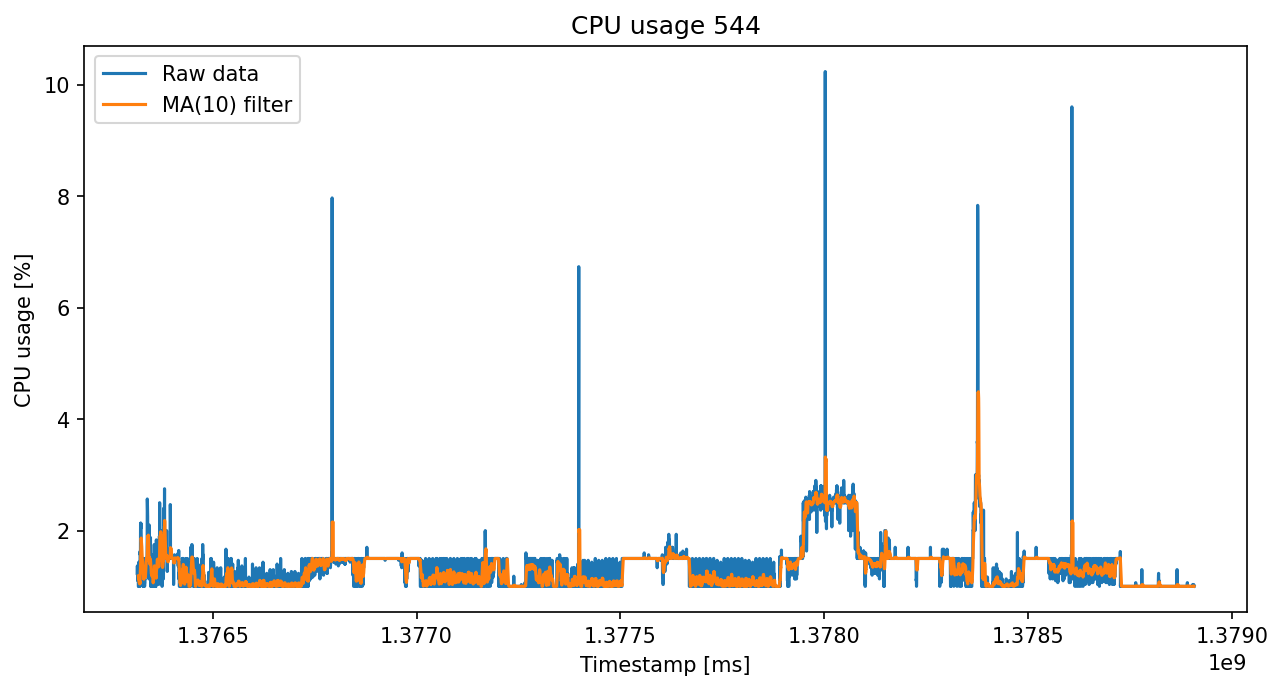 CPU usage 544
Raw data
MA(10) filter
CPU usage [%]
10
8
6
4
2
1.3765 1.3770 1.3775 1.3780 1.3785 1.3790
1e9
Timestamp [ms]